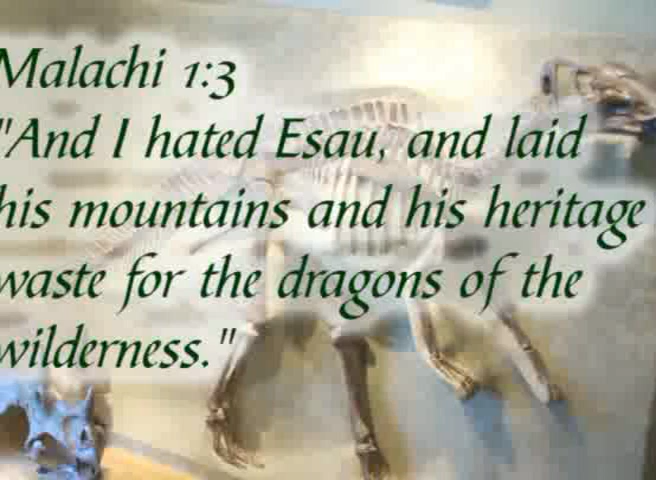 Malachi 1:3
"And I hated Esau, and laid
his mountains and his heritage
waste for the dragons of the
wilderness."